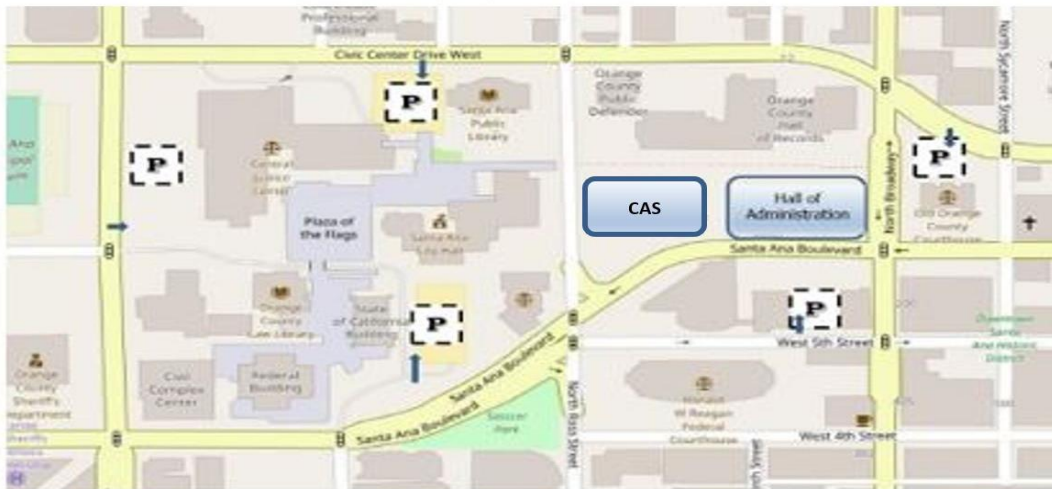 Professional
Building
Civic Center Drive West
P
Santa Ana
Public
Library
Orange
County
Public
Defender
Orange
County
Hall
of Records
North Sycamore Street
P
P
Central
Justice
Center
CAS
Hall of
Administration
North Broadway
Old Orange
County
Courthouse
Plaza of
the Flags
Santa Ana
City Hall
Santa Ana Boulevard
P
P
Orange
County
Law Library
State
of California
Building
West 5th Street
Downtown
Santa
Ana Historic
District
Orange
County
Sheriff's
Department
Civil
Complex
Center
Federal
Building
Santa Ana Boulevard
Santa Ana Boulevard
North Ross Street
Ronald
W Reagan
Federal
Courthouse
West 4th Street